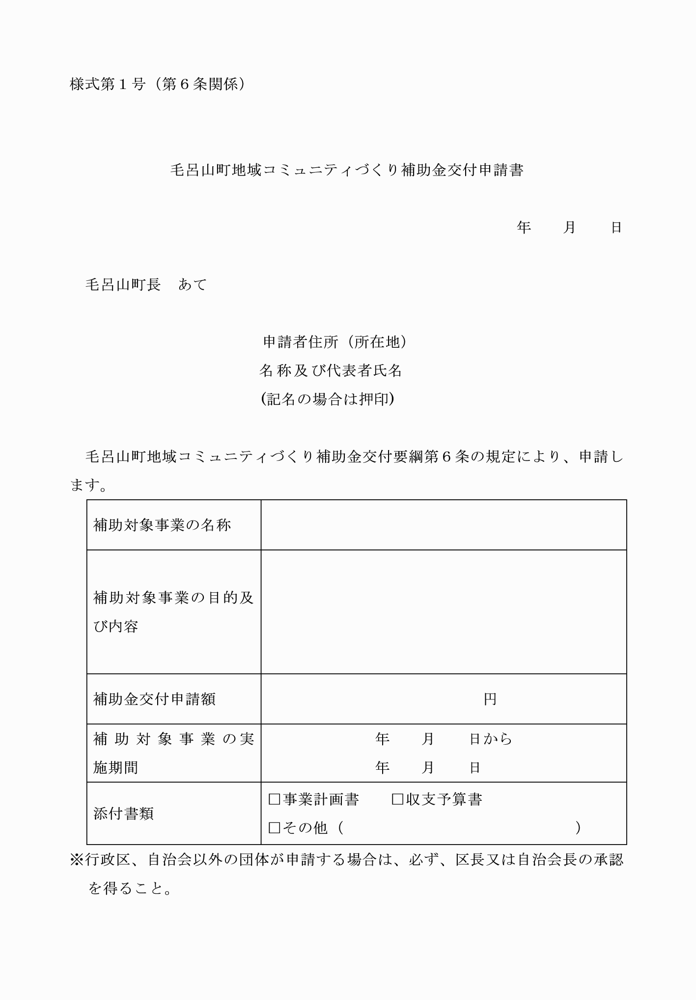 様式第１号（第６条関係）
毛呂山町地域コミュニティづくり補助金交付申請書
年　　月　　日
毛呂山町長　あて
申請者住所（所在地）
名称及び代表者氏名
(記名の場合は押印)
毛呂山町地域コミュニティづくり補助金交付要綱第６条の規定により、申請し
ます。
補助対象事業の名称
補助対象事業の目的及
び内容
補助金交付申請額
円
補助対象事業の実
施期間
年　　月　　日から
年　　月　　日
添付書類
□事業計画書　　□収支予算書
□その他（　　　　　　　　　　　　　　　）
※行政区、自治会以外の団体が申請する場合は、必ず、区長又は自治会長の承認
を得ること。